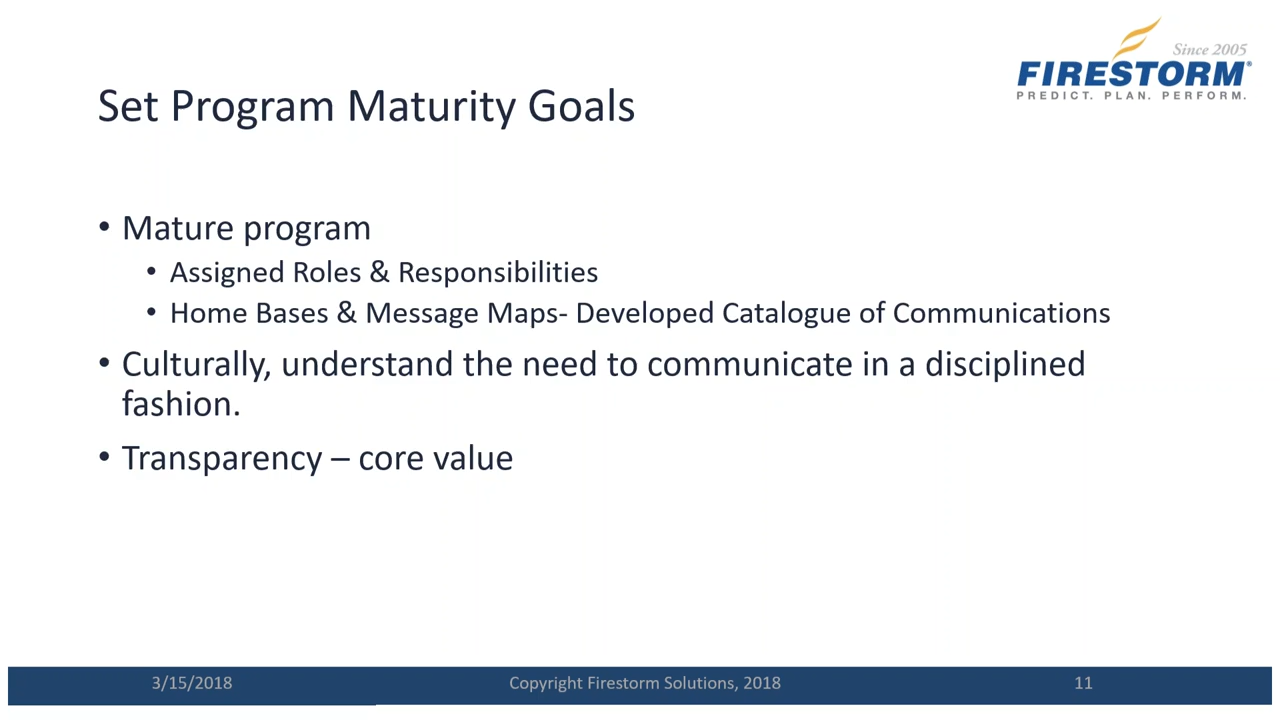 Since 2005
FIRESTORM®
PREDICT. PLAN. PERFORM.
Set Program Maturity Goals
• Mature program
• Assigned Roles & Responsibilities
• Home Bases & Message Maps- Developed Catalogue of Communications
• Culturally, understand the need to communicate in a disciplined
fashion.
• Transparency – core value
3/15/2018
Copyright Firestorm Solutions, 2018
11